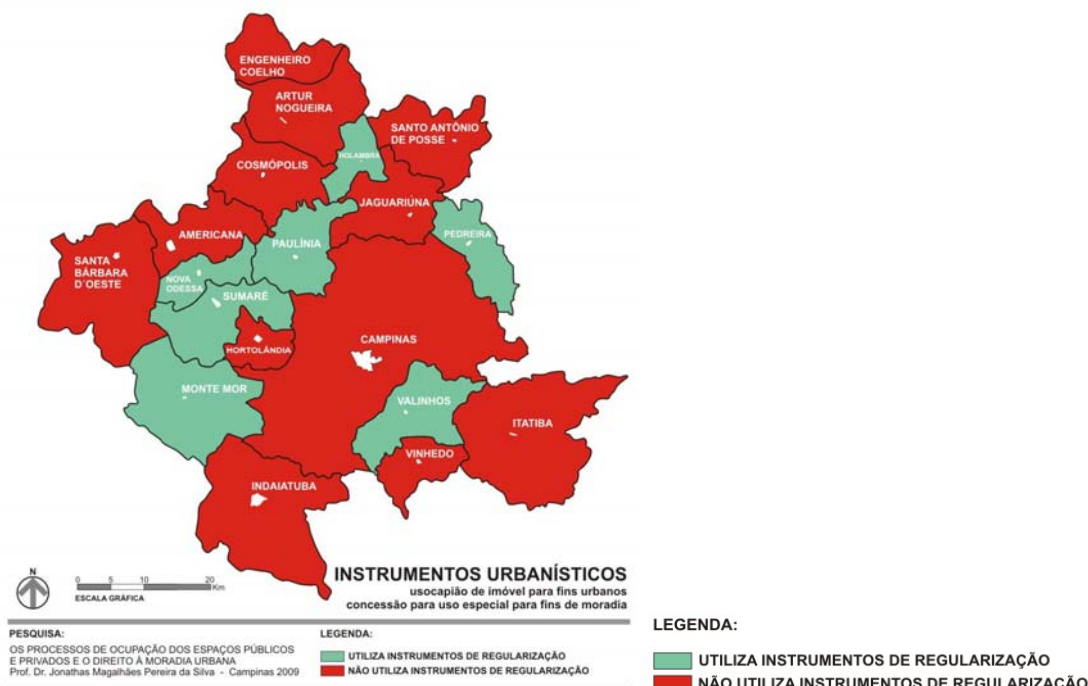 ENGENHEIRO
COELHO
ARTUR
NOGUEIRA
SANTO ANTÔNIO
DE POSSE
HOLAMBRA
COSMÓPOLIS
JAGUARIÚNA
AMERICANA
PAULÍNIA
PEDREIRA
SANTA
BÁRBARA
D´OESTE
NOVA
ODESSA
SUMARÉ
HORTOLÂNDIA
CAMPINAS
MONTE MOR
VALINHOS
ITATIBA
VINHEDO
INDAIATUBA
N
0 5 10 20
Km
ESCALA GRÁFICA
INSTRUMENTOS URBANÍSTICOS
usocapião de imóvel para fins urbanos
concessão para uso especial para fins de moradia
PESQUISA:
OS PROCESSOS DE OCUPAÇÃO DOS ESPAÇOS PÚBLICOS
E PRIVADOS E O DIREITO À MORADIA URBANA
Prof. Dr. Jonathas Magalhães Pereira da Silva - Campinas 2009
LEGENDA:
UTILIZA INSTRUMENTOS DE REGULARIZAÇÃO
NÃO UTILIZA INSTRUMENTOS DE REGULARIZAÇÃO
LEGENDA:
UTILIZA INSTRUMENTOS DE REGULARIZAÇÃO
NÃO UTILIZA INSTRUMENTOS DE REGULARIZAÇÃO